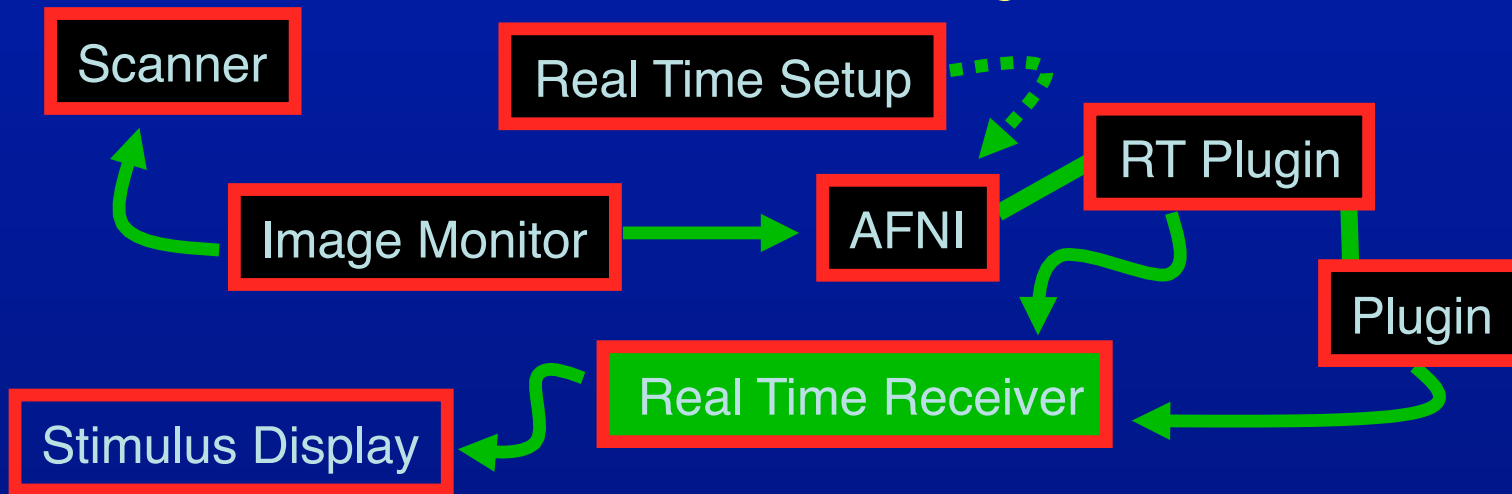 Scanner
Real Time Setup
RT Plugin
Image Monitor
AFNI
Plugin
Real Time Receiver
Stimulus Display